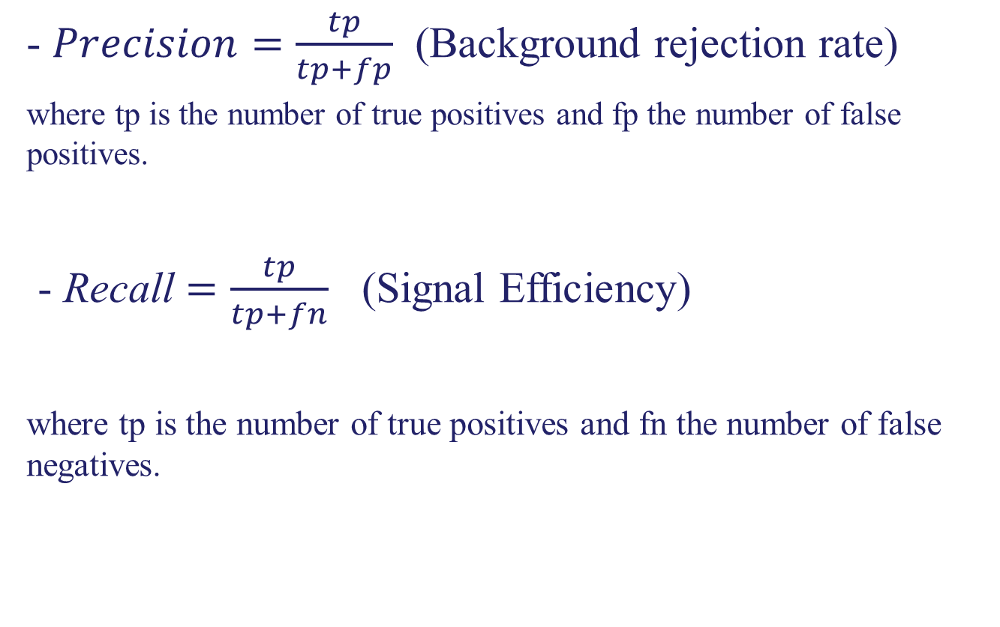 - Precision = tp/(tp+fp) (Background rejection rate)
where tp is the number of true positives and fp the number of false
positives.
- Recall = tp/(tp+fn) (Signal Efficiency)
where tp is the number of true positives and fn the number of false
negatives.